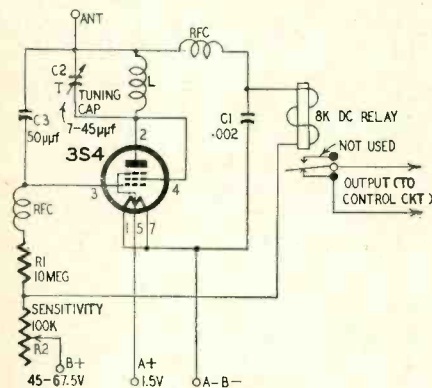 ANT
RFC
C2
T
TUNING
CAP
7-45µµf
L
C3
50µµf
C1
.002
8K DC RELAY
2
3S4
3
4
NOT USED
OUTPUT (TO
CONTROL CKT)
RFC
1
5
7
R1
10MEG
SENSITIVITY
100K
R2
B+
45-67.5V
A+
1.5V
A-B-